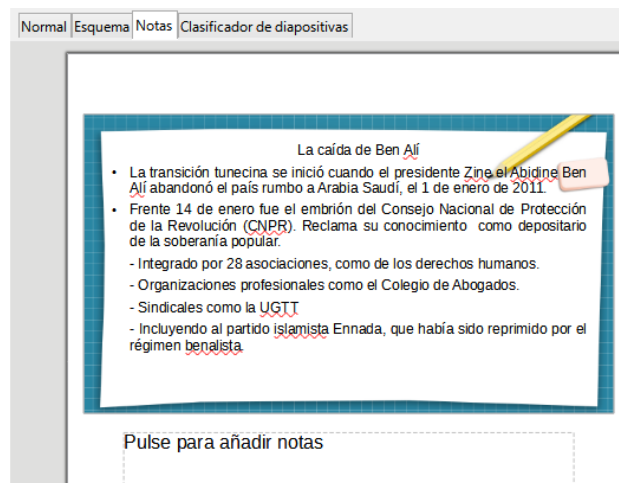 Normal Esquema Notas Clasificador de diapositivas
La caída de Ben Alí
• La transición tunecina se inició cuando el presidente Zine el Abidine Ben
Alí abandonó el país rumbo a Arabia Saudí, el 1 de enero de 2011.
• Frente 14 de enero fue el embrión del Consejo Nacional de Protección
de la Revolución (CNPR). Reclama su conocimiento como depositario
de la soberanía popular.
- Integrado por 28 asociaciones, como de los derechos humanos.
- Organizaciones profesionales como el Colegio de Abogados.
- Sindicales como la UGTT
- Incluyendo al partido islamista Ennada, que había sido reprimido por el
régimen benalista.
Pulse para añadir notas